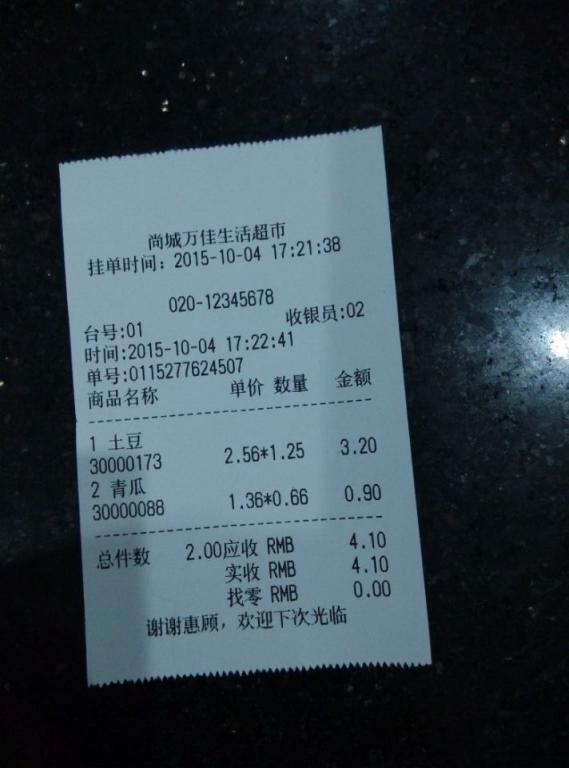 尚城万佳生活超市
挂单时间：2015-10-04 17:21:38
020-12345678
台号:01 收银员:02
时间:2015-10-04 17:22:41
单号:0115277624507
商品名称 单价 数量 金额
1 土豆
30000173 2.56*1.25 3.20
2 青瓜
30000088 1.36*0.66 0.90
总件数 2.00应收 RMB 4.10
实收 RMB 4.10
找零 RMB 0.00
谢谢惠顾，欢迎下次光临